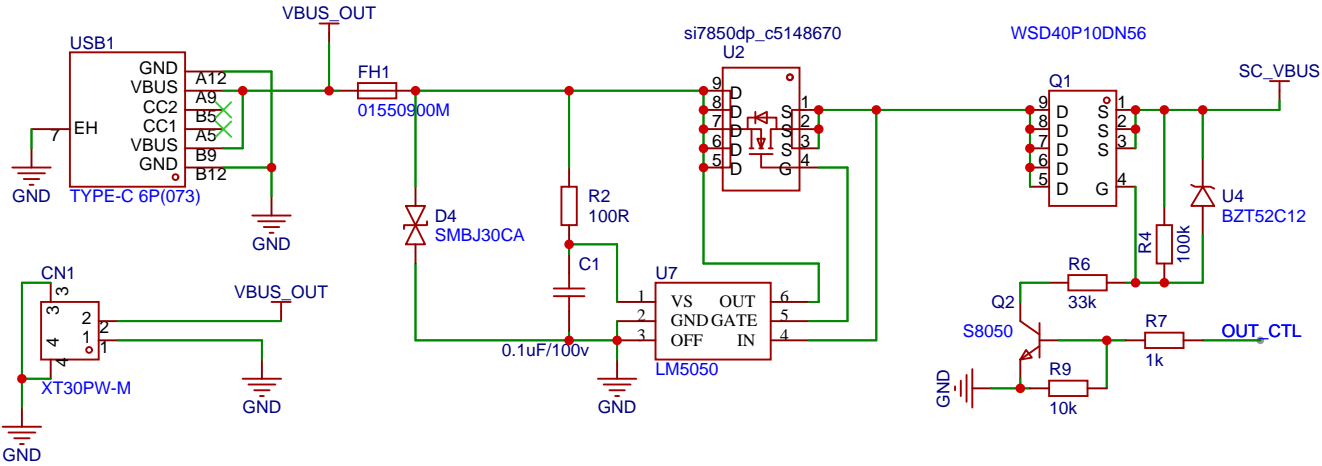 VBUS_OUT
USB1
GND
VBUS
CC2
CC1
VBUS
GND
EH
7
A12
A9
B5
A5
B9
B12
TYPE-C 6P(073)
GND
GND
FH1
01550900M
D4
SMBJ30CA
R2
100R
C1
0.1uF/100v
si7850dp_c5148670
U2
9
8
7
6
5
D
D
D
D
D
S
S
S
G
1
2
3
4
U7
1
2
3
VS
GND
OFF
OUT
GATE
IN
6
5
4
LM5050
GND
WSD40P10DN56
Q1
9
8
7
6
5
D
D
D
D
D
S
S
S
G
1
2
3
4
SC_VBUS
U4
BZT52C12
R4
100k
R6
33k
Q2
S8050
R7
1k
OUT_CTL
R9
10k
GND
CN1
3
3
4
4
2
1
2
1
XT30PW-M
VBUS_OUT
GND
GND